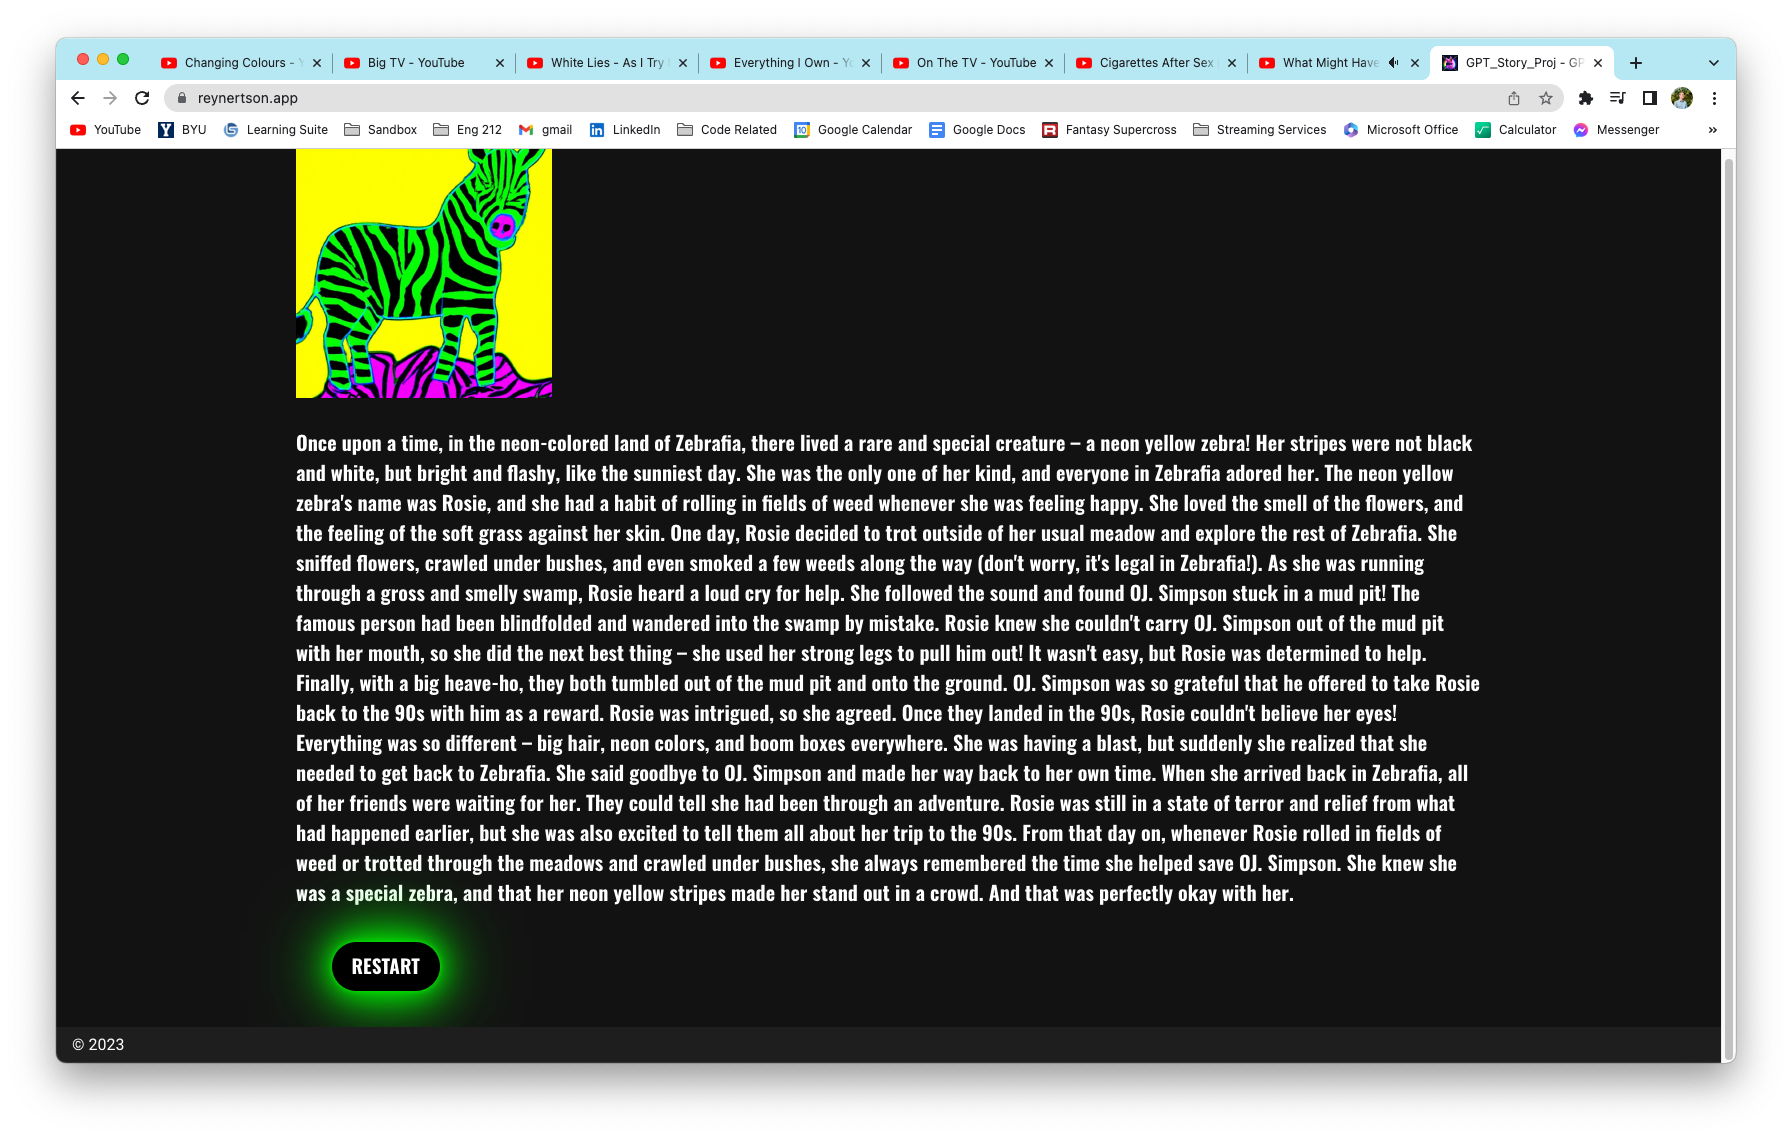 Changing Colours - Y
Big TV - YouTube
White Lies - As I Try
Everything I Own - Yo
On The TV - YouTube
Cigarettes After Sex
What Might Have
GPT_Story_Proj - GP
reynertson.app
YouTube
BYU
Learning Suite
Sandbox
Eng 212
gmail
LinkedIn
Code Related
Google Calendar
Google Docs
Fantasy Supercross
Streaming Services
Microsoft Office
Calculator
Messenger
»
Once upon a time, in the neon-colored land of Zebrafia, there lived a rare and special creature – a neon yellow zebra! Her stripes were not black
and white, but bright and flashy, like the sunniest day. She was the only one of her kind, and everyone in Zebrafia adored her. The neon yellow
zebra's name was Rosie, and she had a habit of rolling in fields of weed whenever she was feeling happy. She loved the smell of the flowers, and
the feeling of the soft grass against her skin. One day, Rosie decided to trot outside of her usual meadow and explore the rest of Zebrafia. She
sniffed flowers, crawled under bushes, and even smoked a few weeds along the way (don't worry, it's legal in Zebrafia!). As she was running
through a gross and smelly swamp, Rosie heard a loud cry for help. She followed the sound and found OJ. Simpson stuck in a mud pit! The
famous person had been blindfolded and wandered into the swamp by mistake. Rosie knew she couldn't carry OJ. Simpson out of the mud pit
with her mouth, so she did the next best thing – she used her strong legs to pull him out! It wasn't easy, but Rosie was determined to help.
Finally, with a big heave-ho, they both tumbled out of the mud pit and onto the ground. OJ. Simpson was so grateful that he offered to take Rosie
back to the 90s with him as a reward. Rosie was intrigued, so she agreed. Once they landed in the 90s, Rosie couldn't believe her eyes!
Everything was so different – big hair, neon colors, and boom boxes everywhere. She was having a blast, but suddenly she realized that she
needed to get back to Zebrafia. She said goodbye to OJ. Simpson and made her way back to her own time. When she arrived back in Zebrafia, all
of her friends were waiting for her. They could tell she had been through an adventure. Rosie was still in a state of terror and relief from what
had happened earlier, but she was also excited to tell them all about her trip to the 90s. From that day on, whenever Rosie rolled in fields of
weed or trotted through the meadows and crawled under bushes, she always remembered the time she helped save OJ. Simpson. She knew she
was a special zebra, and that her neon yellow stripes made her stand out in a crowd. And that was perfectly okay with her.
RESTART
© 2023